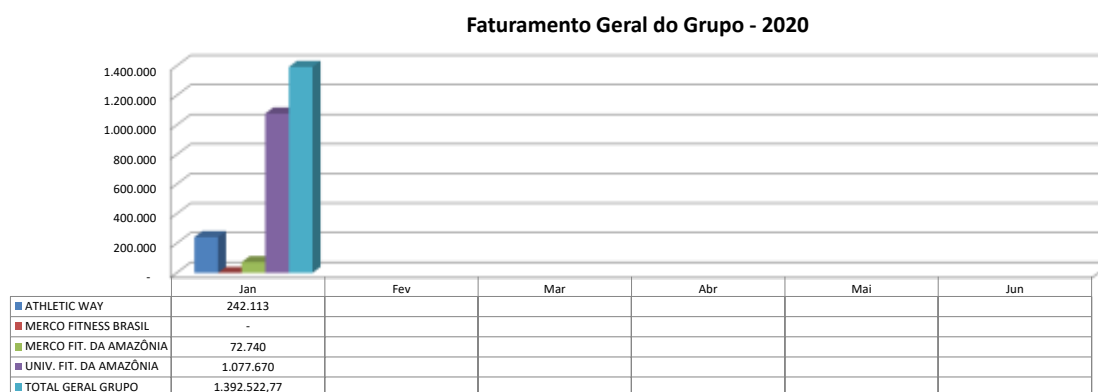 Faturamento Geral do Grupo - 2020
1.400.000
1.200.000
1.000.000
800.000
600.000
400.000
200.000
-
Jan Fev Mar Abr Mai Jun
ATHLETIC WAY 242.113
MERCO FITNESS BRASIL -
MERCO FIT. DA AMAZÔNIA 72.740
UNIV. FIT. DA AMAZÔNIA 1.077.670
TOTAL GERAL GRUPO 1.392.522,77